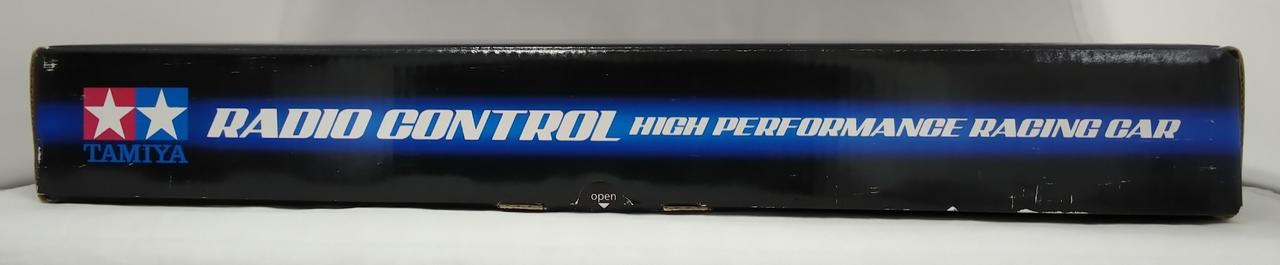 TAMIYA
RADIO CONTROL HIGH PERFORMANCE RACING CAR
open